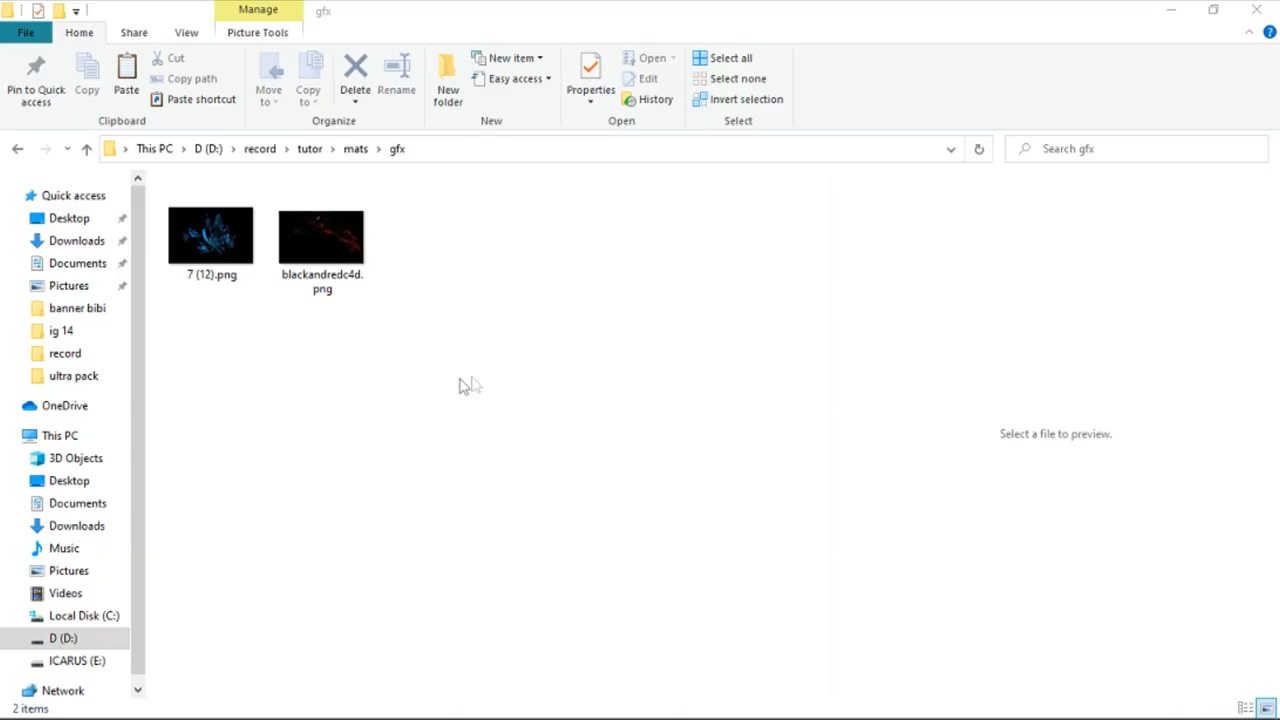 Manage
gfx
File
Home
Share
View
Picture Tools
Pin to Quick access
Copy
Paste
Cut
Copy path
Paste shortcut
Clipboard
Move to
Copy to
Delete
Rename
Organize
New folder
New item
Easy access
New
Properties
Open
Edit
History
Open
Select all
Select none
Invert selection
Select
This PC
D (D:)
record
tutor
mats
gfx
Search gfx
Quick access
Desktop
Downloads
Documents
Pictures
banner bibi
ig 14
record
ultra pack
OneDrive
This PC
3D Objects
Desktop
Documents
Downloads
Music
Pictures
Videos
Local Disk (C:)
D (D:)
ICARUS (E:)
Network
7 (12).png
blackandredc4d.
png
Select a file to preview.
2 items